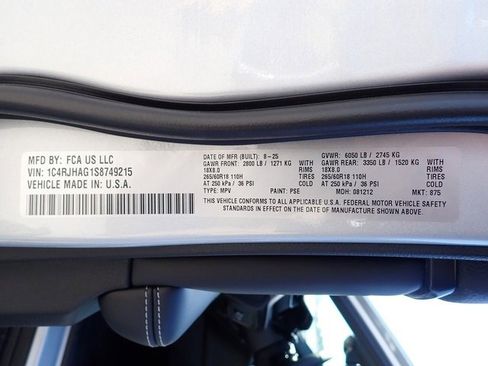 MFD BY: FCA US LLC
VIN: 1C4RJHAG1S8749215
VEHICLE MADE IN U.S.A.
DATE OF MFR (BUILT): 8-25 GVWR: 6050 LB / 2745 KG
GAWR FRONT: 2800 LB / 1271 KG WITH GAWR REAR: 3350 LB / 1520 KG WITH
18X8.0 RIMS 18X8.0 RIMS
265/60R18 110H TIRES 265/60R18 110H TIRES
AT 250 kPa / 36 PSI COLD AT 250 kPa / 36 PSI COLD
TYPE: MPV PAINT: PSE MDH: 081212 MKT: 875
THIS VEHICLE CONFORMS TO ALL APPLICABLE U.S.A. FEDERAL MOTOR VEHICLE SAFETY
STANDARDS IN EFFECT ON THE DATE OF MANUFACTURE SHOWN ABOVE.